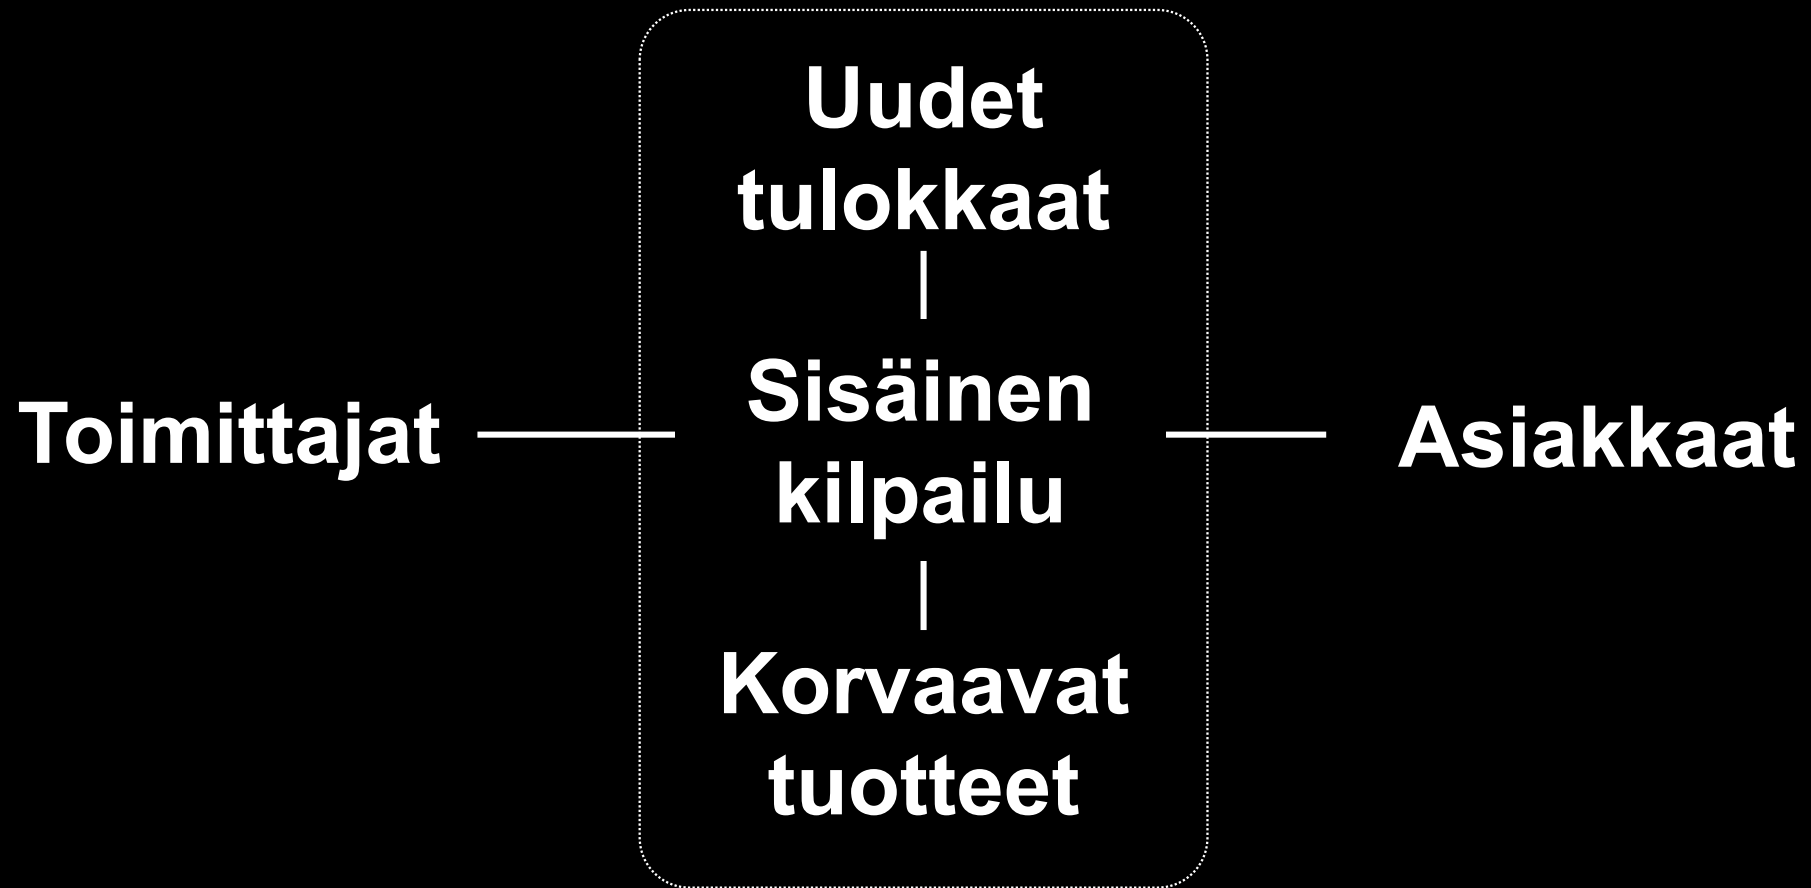 Uudet
tulokkaat
Toimittajat
Sisäinen
kilpailu
Asiakkaat
Korvaavat
tuotteet